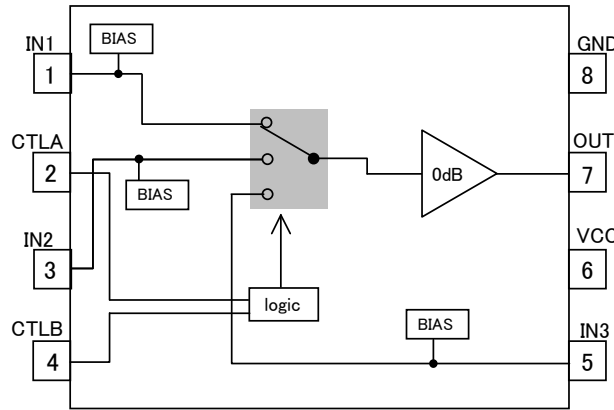 BIAS
IN1
1
GND
8
CTLA
2
OUT
7
0dB
BIAS
IN2
3
VCC
6
logic
BIAS
CTLB
4
IN3
5